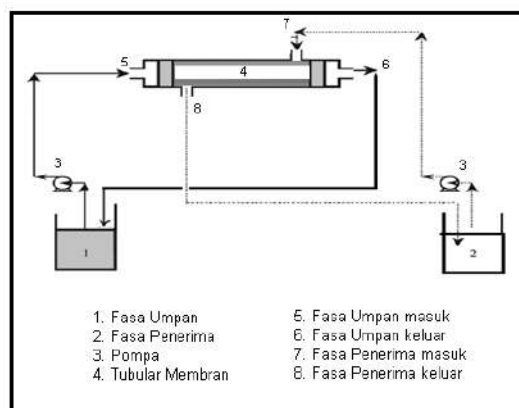 7
5
4
6
8
3
3
1
2
1. Fasa Umpan
2. Fasa Penerima
3. Pompa
4. Tubular Membran
5. Fasa Umpan masuk
6. Fasa Umpan keluar
7. Fasa Penerima masuk
8. Fasa Penerima keluar